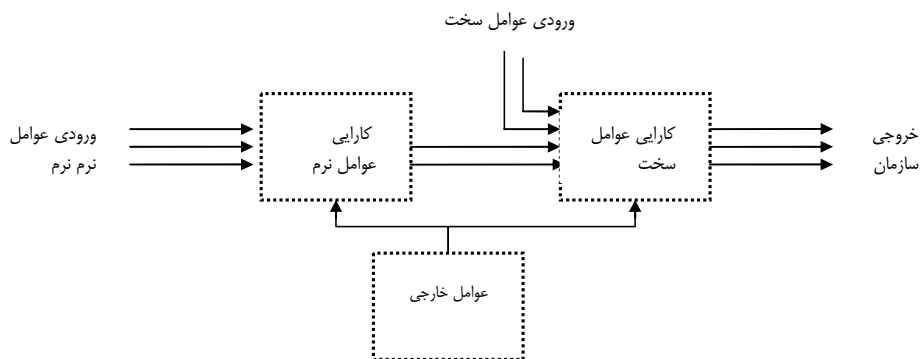 ورودی عوامل سخت
ورودی عوامل
نرم نرم
کارایی
عوامل نرم
کارایی عوامل
سخت
خروجی
سازمان
عوامل خارجی